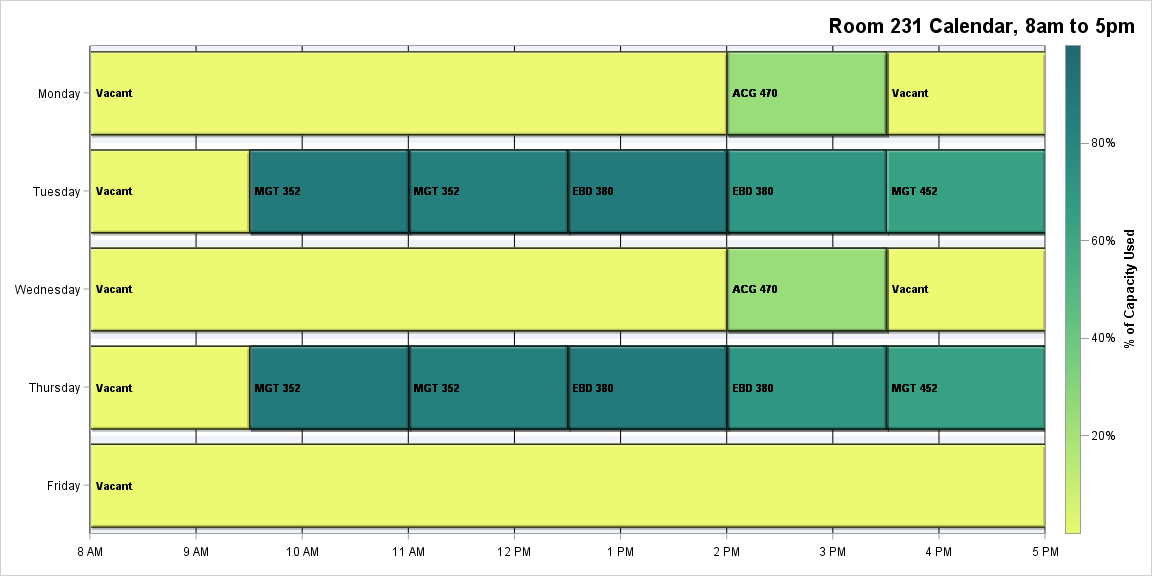 Room 231 Calendar, 8am to 5pm
Monday
Vacant
ACG 470
Vacant
Tuesday
Vacant
MGT 352
MGT 352
EBD 380
EBD 380
MGT 452
Wednesday
Vacant
ACG 470
Vacant
Thursday
Vacant
MGT 352
MGT 352
EBD 380
EBD 380
MGT 452
Friday
Vacant
8 AM
9 AM
10 AM
11 AM
12 PM
1 PM
2 PM
3 PM
4 PM
5 PM
80%
60%
40%
20%
% of Capacity Used